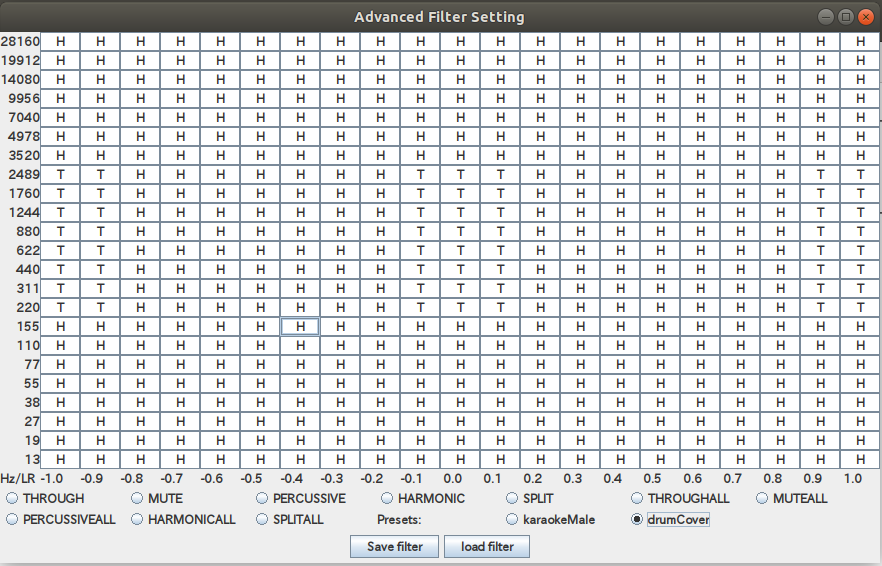 Advanced Filter Setting
28160 H H H H H H H H H H H H H H H H H H H H H
19912 H H H H H H H H H H H H H H H H H H H H H
14080 H H H H H H H H H H H H H H H H H H H H H
9956 H H H H H H H H H H H H H H H H H H H H H
7040 H H H H H H H H H H H H H H H H H H H H H
4978 H H H H H H H H H H H H H H H H H H H H H
3520 H H H H H H H H H H H H H H H H H H H H H
2489 T T H H H H H H H T T T H H H H H H H T T
1760 T T H H H H H H H T T T H H H H H H H T T
1244 T T H H H H H H H T T T H H H H H H H T T
880 T T H H H H H H H T T T H H H H H H H T T
622 T T H H H H H H H T T T H H H H H H H T T
440 T T H H H H H H H T T T H H H H H H H T T
311 T T H H H H H H H T T T H H H H H H H T T
220 T T H H H H H H H T T T H H H H H H H T T
155 H H H H H H H H H H H H H H H H H H H H H
110 H H H H H H H H H H H H H H H H H H H H H
77 H H H H H H H H H H H H H H H H H H H H H
55 H H H H H H H H H H H H H H H H H H H H H
38 H H H H H H H H H H H H H H H H H H H H H
27 H H H H H H H H H H H H H H H H H H H H H
19 H H H H H H H H H H H H H H H H H H H H H
13 H H H H H H H H H H H H H H H H H H H H H
Hz/LR -1.0 -0.9 -0.8 -0.7 -0.6 -0.5 -0.4 -0.3 -0.2 -0.1 0.0 0.1 0.2 0.3 0.4 0.5 0.6 0.7 0.8 0.9 1.0
THROUGH MUTE PERCUSSIVE HARMONIC SPLIT THROUGHALL MUTEALL
PERCUSSIVEALL HARMONICALL SPLITALL Presets: karaokeMale drumCover
Save filter load filter